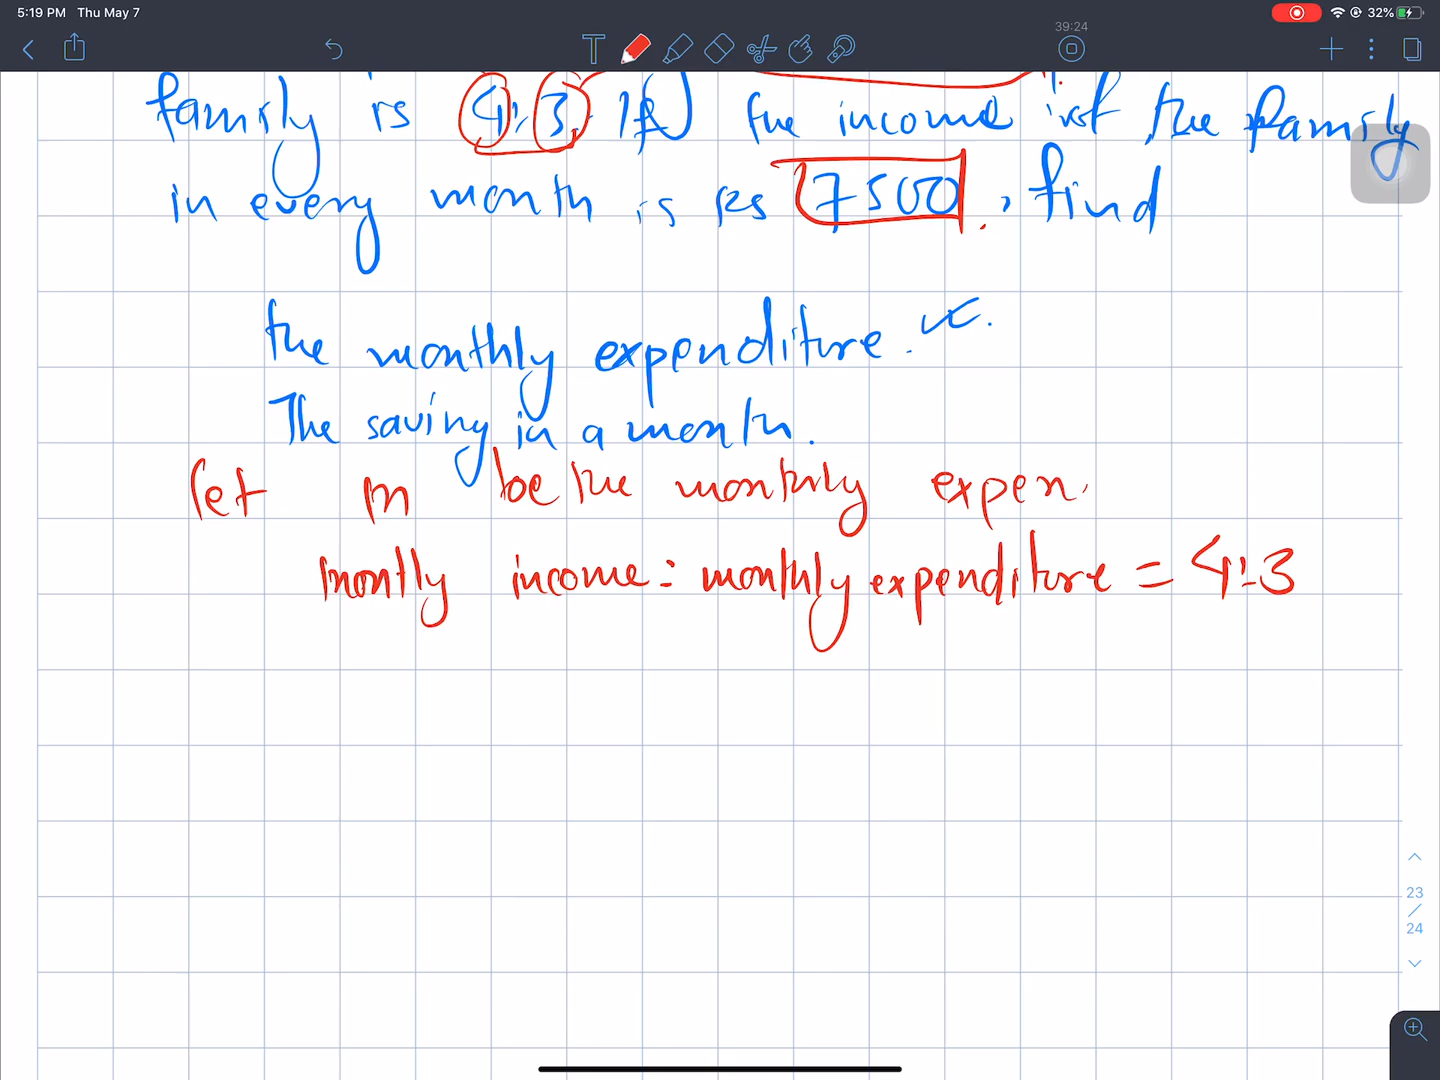 5:19 PM Thu May 7
32%
39:24
family is 4:3. If the income of the family
in every month is Rs 7500, find
the monthly expenditure.
The saving in a month.
let m be the monthly expen.
montly income : monthly expenditure = 4:3
23
/
24